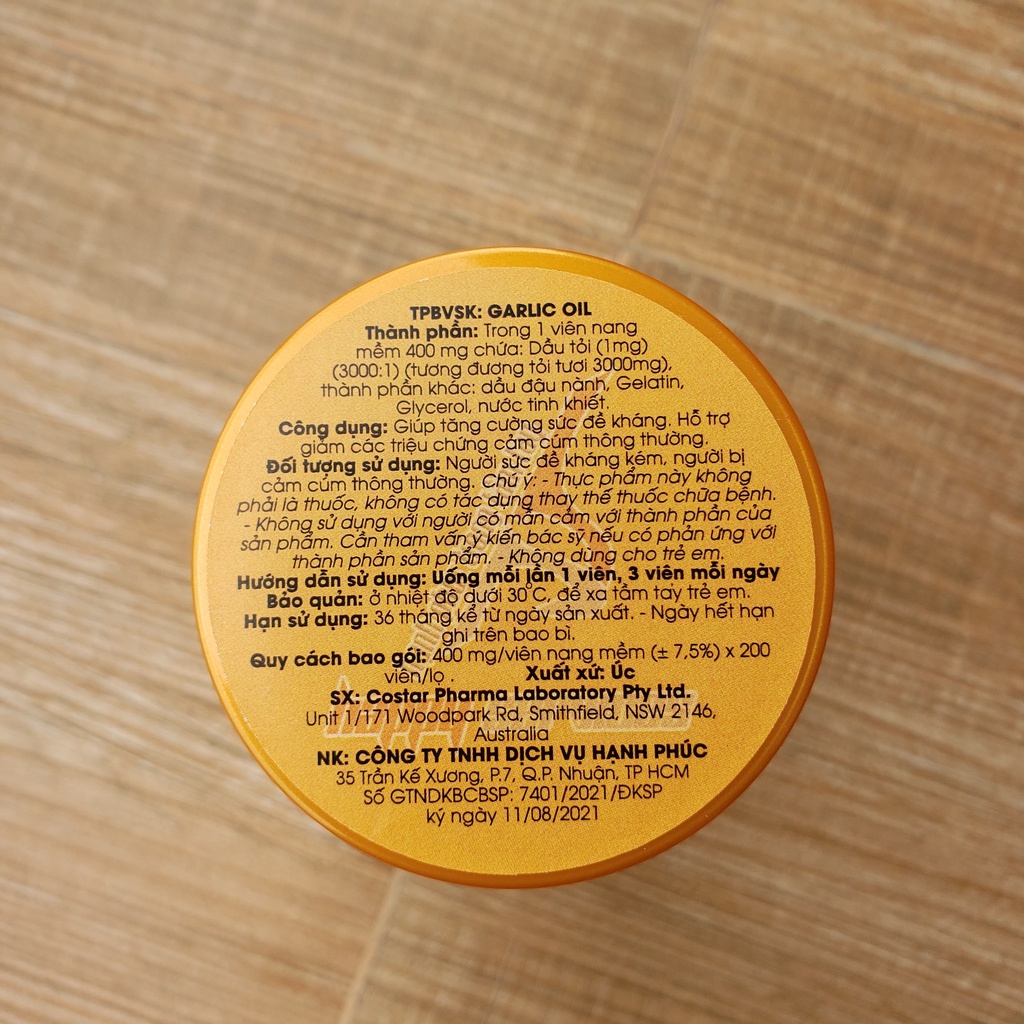 TPBVSK: GARLIC OIL
Thành phần: Trong 1 viên nang
mềm 400 mg chứa: Dầu tỏi (1mg)
(3000:1) (tương đương tỏi tươi 3000mg),
thành phần khác: dầu đậu nành, Gelatin,
Glycerol, nước tinh khiết.
Công dụng: Giúp tăng cường sức đề kháng. Hỗ trợ
giảm các triệu chứng cảm cúm thông thường.
Đối tượng sử dụng: Người sức đề kháng kém, người bị
cảm cúm thông thường. Chú ý: - Thực phẩm này không
phải là thuốc, không có tác dụng thay thế thuốc chữa bệnh.
- Không sử dụng với người có mẫn cảm với thành phần của
sản phẩm. Cần tham vấn ý kiến bác sỹ nếu có phản ứng với
thành phần sản phẩm. - Không dùng cho trẻ em.
Hướng dẫn sử dụng: Uống mỗi lần 1 viên, 3 viên mỗi ngày
Bảo quản: ở nhiệt độ dưới 30°C, để xa tầm tay trẻ em.
Hạn sử dụng: 36 tháng kể từ ngày sản xuất. - Ngày hết hạn
ghi trên bao bì.
Quy cách bao gói: 400 mg/viên nang mềm (± 7,5%) x 200
viên/lọ . Xuất xứ: Úc
SX: Costar Pharma Laboratory Pty Ltd.
Unit 1/171 Woodpark Rd, Smithfield, NSW 2146,
Australia
NK: CÔNG TY TNHH DỊCH VỤ HẠNH PHÚC
35 Trần Kế Xương, P.7, Q.P. Nhuận, TP HCM
Số GTNDKBCBSP: 7401/2021/ĐKSP
ký ngày 11/08/2021